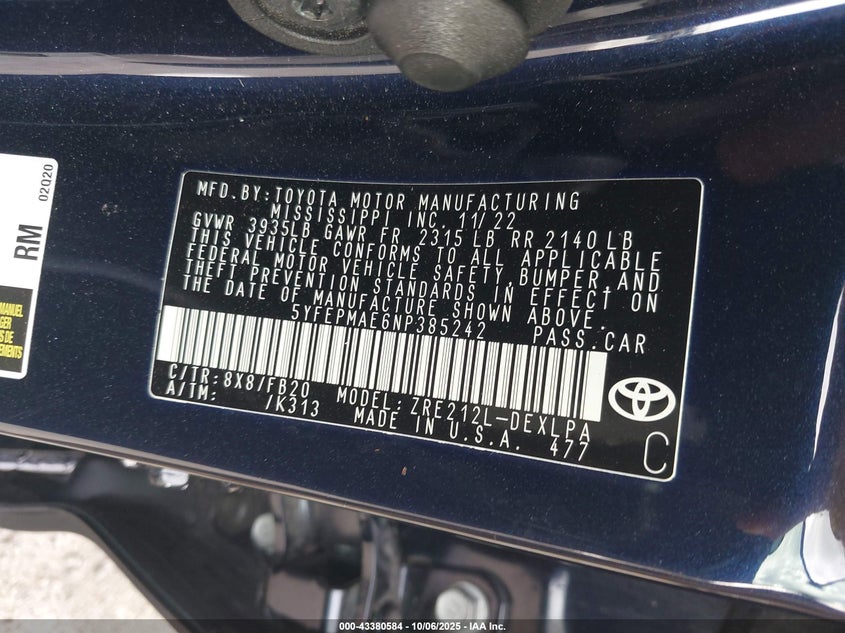 MFD.BY:TOYOTA MOTOR MANUFACTURING
MISSISSIPPI INC. 11/22
GVWR 3935LB GAWR FR 2315 LB RR 2140 LB
THIS VEHICLE CONFORMS TO ALL APPLICABLE
FEDERAL MOTOR VEHICLE SAFETY, BUMPER, AND
THEFT PREVENTION STANDARDS IN EFFECT ON
THE DATE OF MANUFACTURE SHOWN ABOVE.
5YFEPMAE6NP385242 PASS.CAR
C/TR:8X8/FB20 MODEL:ZRE212L-DEXLPA
A/TM: /K313 MADE IN U.S.A. 477
C
RM 02Q20
MANUEL
DE
000-43380584 | 10/06/2025 | IAA Inc.